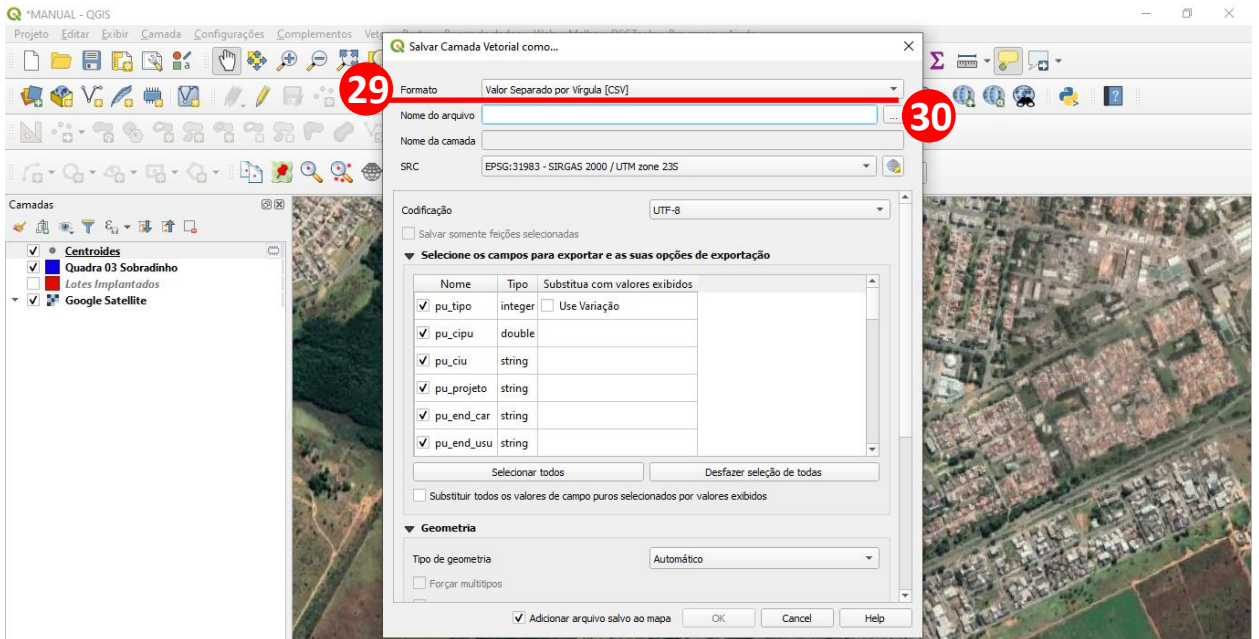 *MANUAL - QGIS
Projeto Editar Exibir Camada Configurações Complementos
Salvar Camada Vetorial como...
29
Formato Valor Separado por Vírgula [CSV]
Nome do arquivo ...
30
Nome da camada
SRC EPSG:31983 - SIRGAS 2000 / UTM zone 23S
Camadas
Centroides
Quadra 03 Sobradinho
Lotes Implantados
Google Satellite
Codificação UTF-8
Salvar somente feições selecionadas
Selecione os campos para exportar e as suas opções de exportação
Nome Tipo Substitua com valores exibidos
pu_tipo integer Use Variação
pu_cipu double
pu_ciu string
pu_projeto string
pu_end_car string
pu_end_usu string
Selecionar todos Desfazer seleção de todas
Substituir todos os valores de campo puros selecionados por valores exibidos
Geometria
Tipo de geometria Automático
Forçar multitipos
Adicionar arquivo salvo ao mapa OK Cancel Help